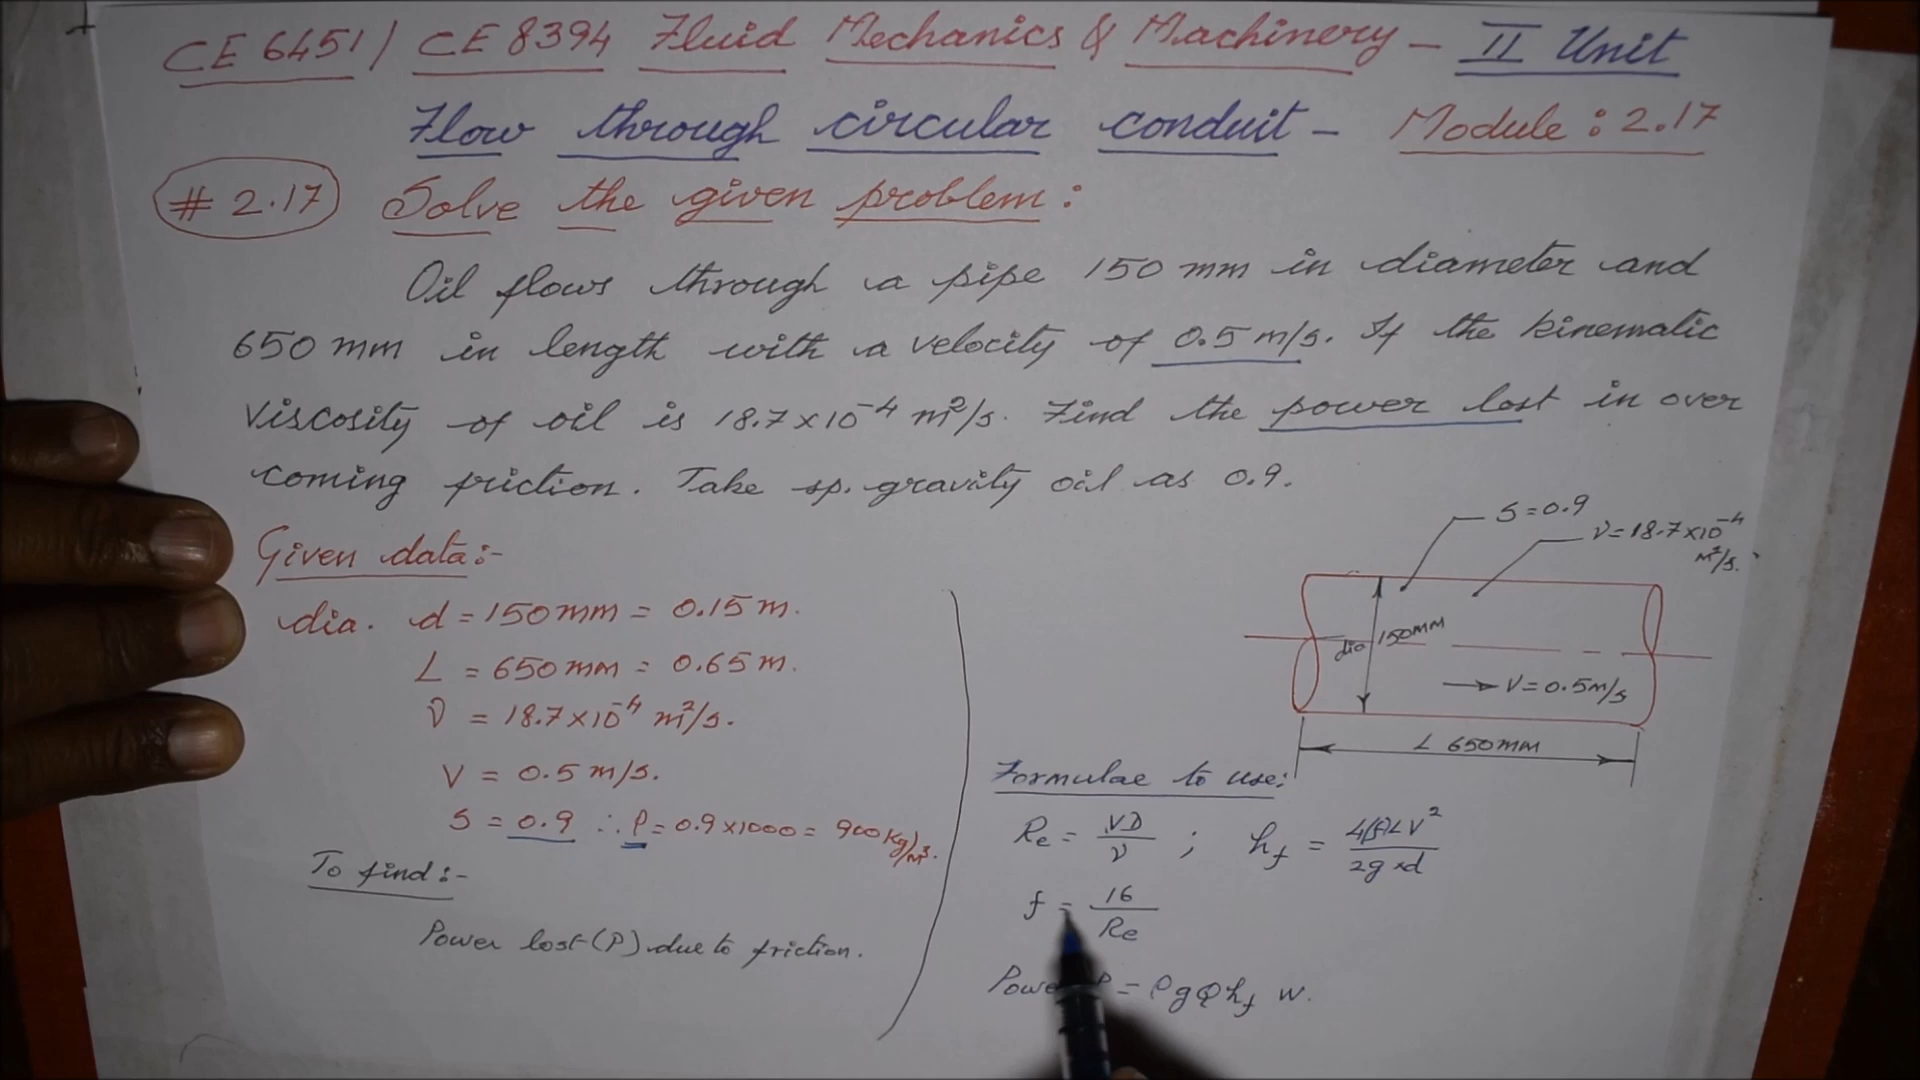 CE 6451 / CE 8394 Fluid Mechanics & Machinery - II Unit
Flow through circular conduit - Module : 2.17
# 2.17 Solve the given problem :
Oil flows through a pipe 150 mm in diameter and
650 mm in length with a velocity of 0.5 m/s. If the kinematic
viscosity of oil is 18.7 x 10⁻⁴ m²/s. Find the power lost in over
coming friction. Take sp. gravity oil as 0.9.
S = 0.9
ν = 18.7 x 10⁻⁴
m²/s.
dia 150mm
V = 0.5 m/s
L 650 mm
Given data :-
dia. d = 150 mm = 0.15 m.
L = 650 mm = 0.65 m.
ν = 18.7 x 10⁻⁴ m²/s.
V = 0.5 m/s.
S = 0.9 ∴ ρ = 0.9 x 1000 = 900 Kg/m³.
To find :-
Power lost (P) due to friction.
Formulae to use :
Re = VD/ν ; hf = 4(f)LV²/2g x d
f = 16/Re
P = ρgQhf W.